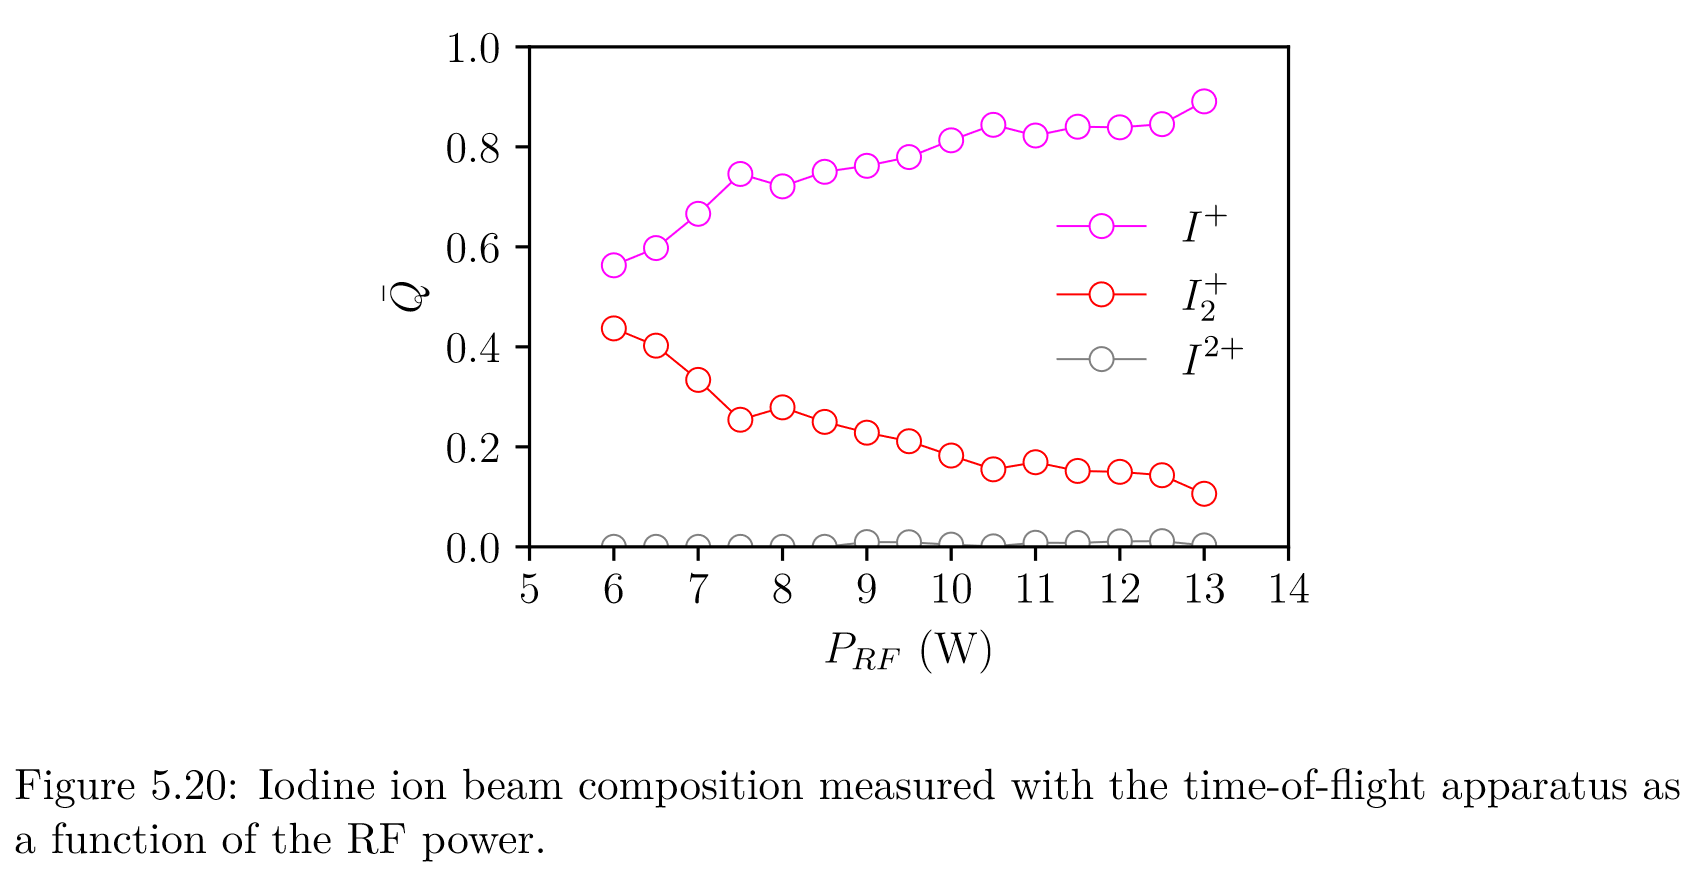 1.0
0.8
0.6
0.4
0.2
0.0
Q̄
I⁺
I₂⁺
I²⁺
5 6 7 8 9 10 11 12 13 14
P_RF (W)
Figure 5.20: Iodine ion beam composition measured with the time-of-flight apparatus as
a function of the RF power.